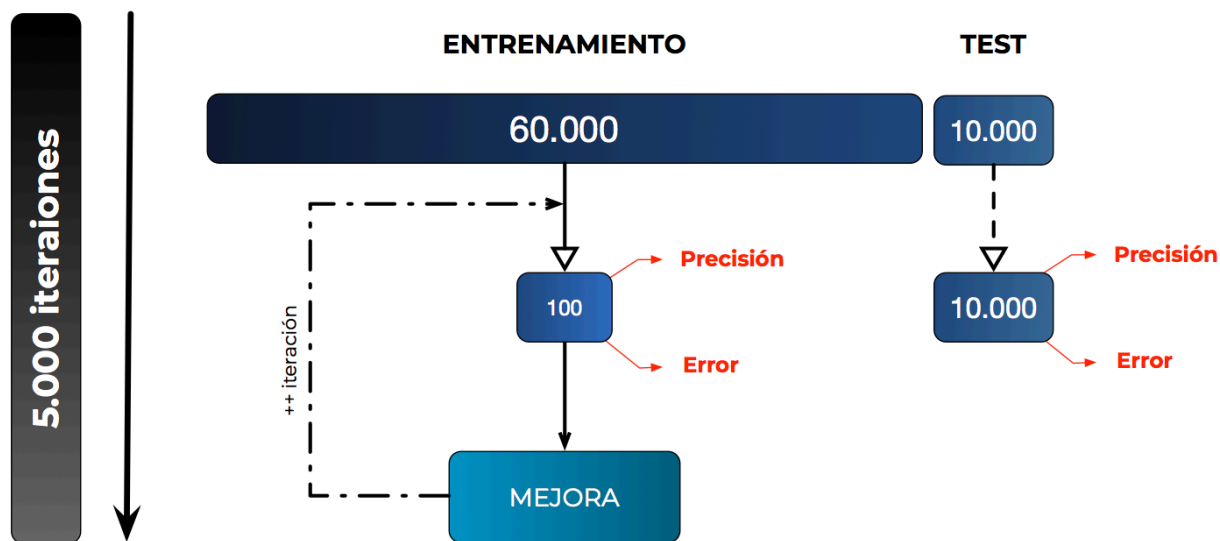 ENTRENAMIENTO
TEST
60.000
10.000
5.000 iteraiones
++ iteración
100
Precisión
Error
10.000
Precisión
Error
MEJORA